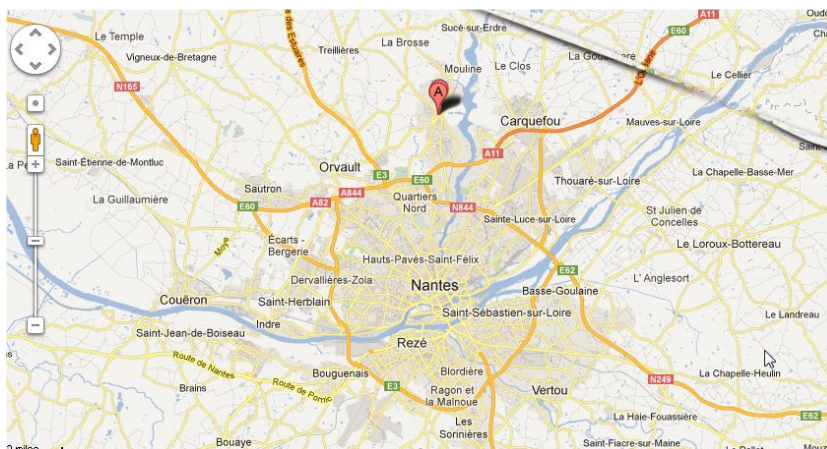 A11
Le Temple
Sucé-sur-Erdre
E60
La Brosse
Treillières
Vigneux-de-Bretagne
Mouline
Le Clos
Le Cellier
N165
A
Carquefou
Mauves-sur-Loire
A11
Saint-Étienne-de-Montluc
Orvault
E3
E60
La Chapelle-Basse-Mer
Thouaré-sur-Loire
Sautron
A844
La Guillaumière
A82
Quartiers
Nord
E60
N844
Sainte-Luce-sur-Loire
St Julien de
Concelles
Écarts -
Bergerie
Le Loroux-Bottereau
Hauts-Pavés-Saint-Félix
E62
Dervallières-Zola
Nantes
L' Anglesort
Basse-Goulaine
Couëron
Saint-Herblain
Saint-Sébastien-sur-Loire
Le Landreau
Indre
Saint-Jean-de-Boiseau
Rezé
Route de Nantes
Blordière
La Chapelle-Heulin
Bouguenais
N249
Brains
E3
Ragon et
la Malnoue
Vertou
La Haie-Fouassière
E62
Les
Sorinières
Bouaye
Saint-Fiacre-sur-Maine